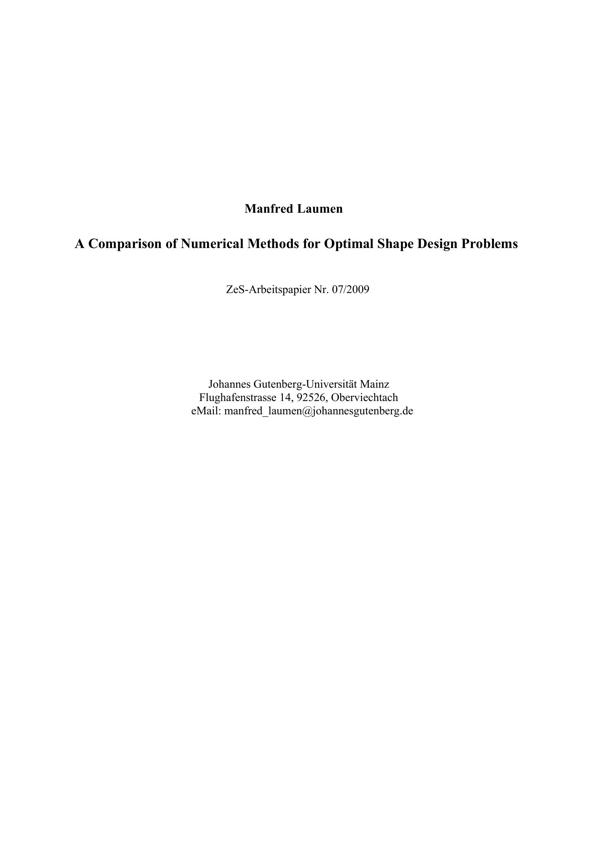 Manfred Laumen
A Comparison of Numerical Methods for Optimal Shape Design Problems
ZeS-Arbeitspapier Nr. 07/2009
Johannes Gutenberg-Universität Mainz
Flughafenstrasse 14, 92526, Oberviechtach
eMail: manfred_laumen@johannesgutenberg.de